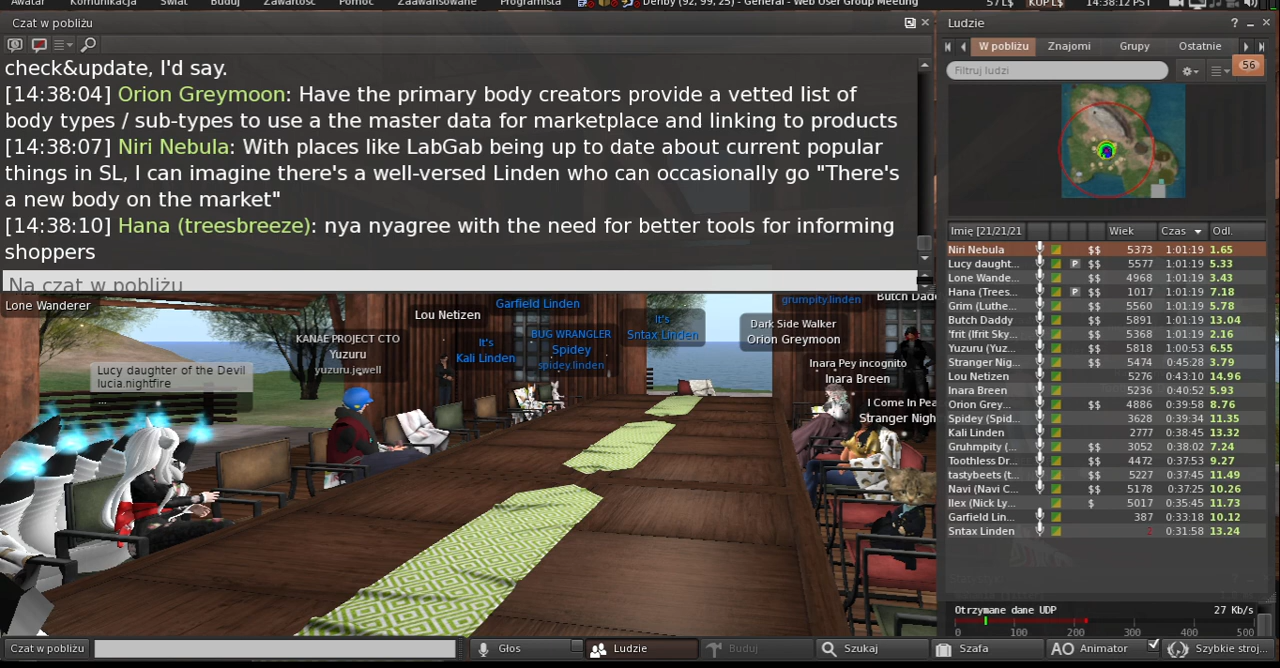 Awatar Komunikacja Świat Buduj Zawartość Pomoc Zaawansowane Programista Denby (92, 99, 25) - General - Web User Group Meeting 57 L$ KUP L$ 14:38:12 PST
Czat w pobliżu
check&update, I'd say.
[14:38:04] Orion Greymoon: Have the primary body creators provide a vetted list of
body types / sub-types to use a the master data for marketplace and linking to products
[14:38:07] Niri Nebula: With places like LabGab being up to date about current popular
things in SL, I can imagine there's a well-versed Linden who can occasionally go "There's
a new body on the market"
[14:38:10] Hana (treesbreeze): nya nyagree with the need for better tools for informing
shoppers
Na czat w pobliżu
Lone Wanderer
Garfield Linden
Lou Netizen
grumpity.linden
Butch Dadd
KANAE PROJECT CTO
Yuzuru
yuzuru.jewell
It's
Kali Linden
BUG WRANGLER
Spidey
spidey.linden
It's
Sntax Linden
Dark Side Walker
Orion Greymoon
Lucy daughter of the Devil
lucia.nightfire
Inara Pey incognito
Inara Breen
I Come In Pea
Stranger Nigh
Ludzie
W pobliżu Znajomi Grupy Ostatnie
Filtruj ludzi
56
Imię [21/21/21 Wiek Czas Odl.
Niri Nebula $$ 5373 1:01:19 1.65
Lucy daught... P $$ 5577 1:01:19 5.33
Lone Wande... $$ 4968 1:01:19 3.43
Hana (Trees... P $$ 1017 1:01:19 7.18
Grim (Luthe... $$ 5560 1:01:19 5.78
Butch Daddy $$ 5891 1:01:19 13.04
Frit (Ifrit Sky... $$ 5368 1:01:19 2.16
Yuzuru (Yuz... $$ 5818 1:00:53 6.55
Stranger Nig... $$ 5474 0:45:28 3.79
Lou Netizen 5276 0:43:10 14.96
Inara Breen 5236 0:40:52 5.93
Orion Grey... $$ 4886 0:39:58 8.76
Spidey (Spid... 3628 0:39:34 11.35
Kali Linden 2777 0:38:45 13.32
Gruhmpity (... $$ 3052 0:38:02 7.24
Toothless Dr... $$ 4472 0:37:53 9.27
tastybeets (t... $$ 5227 0:37:45 11.49
Navi (Navi C... $$ 5178 0:37:25 10.26
Ilex (Nick Ly... $ 5017 0:35:45 11.73
Garfield Lin... 387 0:33:18 10.12
Sntax Linden 2 0:31:58 13.24
Otrzymane dane UDP 27 Kb/s
0 100 200 300 400 500
Czat w pobliżu Głos Ludzie Buduj Szukaj Szafa AO Animator Szybkie stroj...